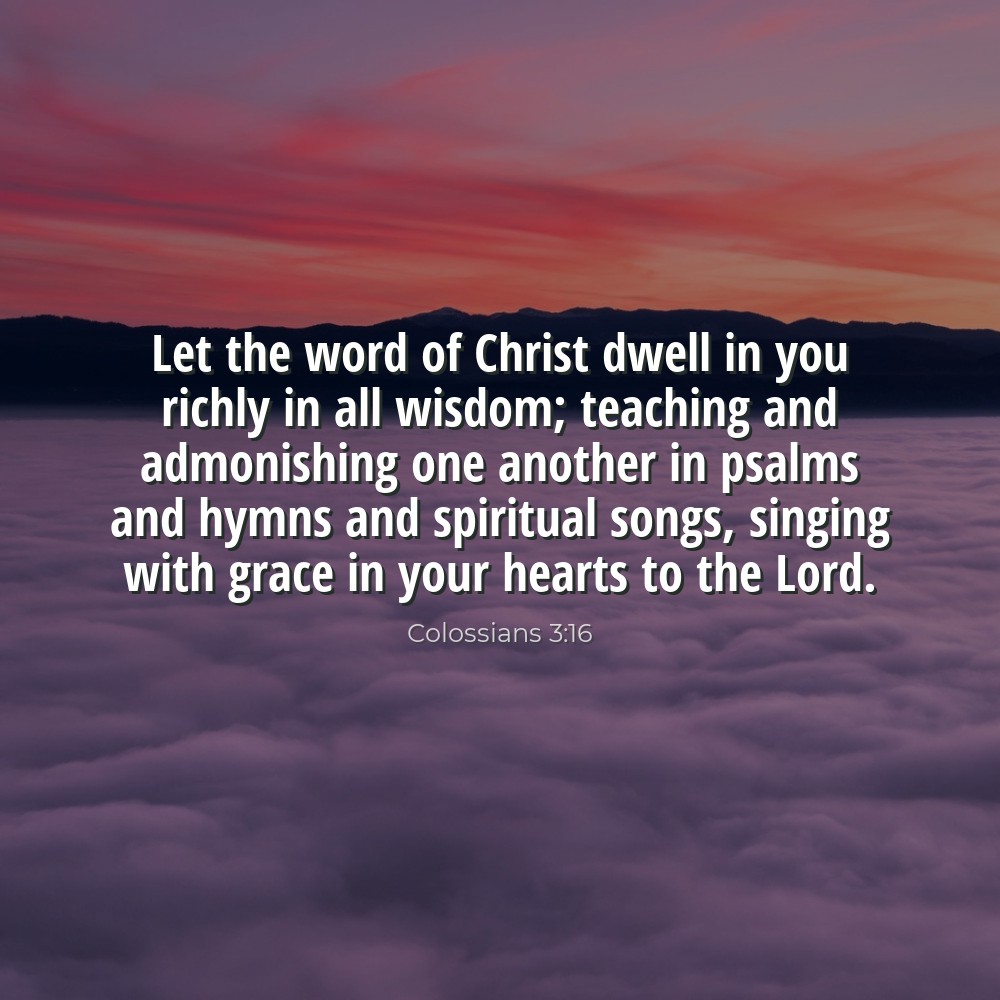 Let the word of Christ dwell in you
richly in all wisdom; teaching and
admonishing one another in psalms
and hymns and spiritual songs, singing
with grace in your hearts to the Lord.
Colossians 3:16